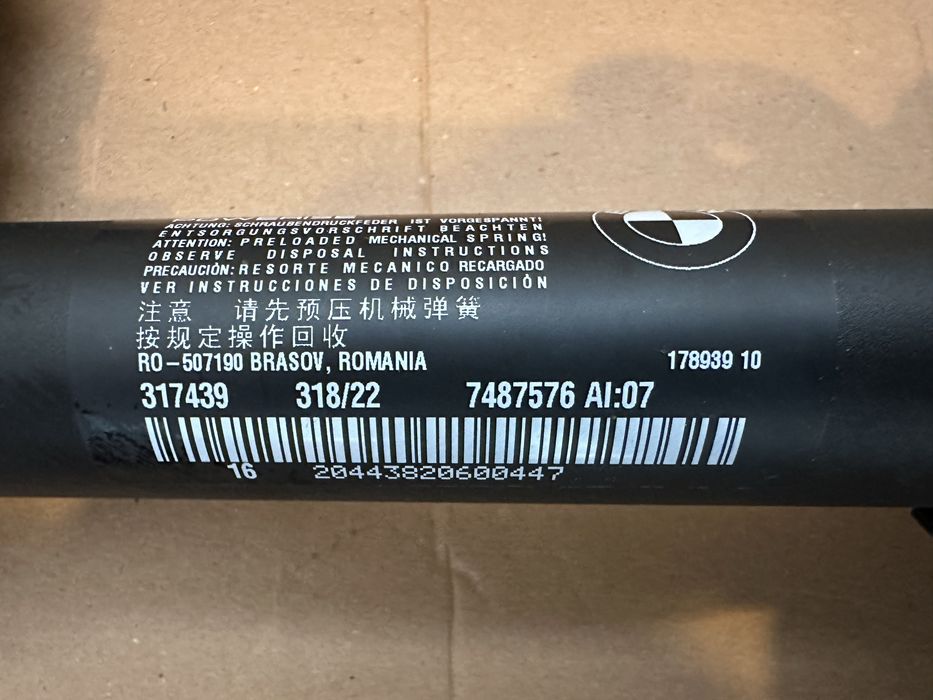 ACHTUNG: SCHRAUBENDRUCKFEDER IST VORGESPANNT!
ENTSORGUNGSVORSCHRIFT BEACHTEN
ATTENTION: PRELOADED MECHANICAL SPRING!
OBSERVE DISPOSAL INSTRUCTIONS
PRECAUCIÓN: RESORTE MECANICO RECARGADO
VER INSTRUCCIONES DE DISPOSICIÓN
注意 请先预压机械弹簧
按规定操作回收
RO-507190 BRASOV, ROMANIA 178939 10
317439 318/22 7487576 AI:07
16 20443820600447